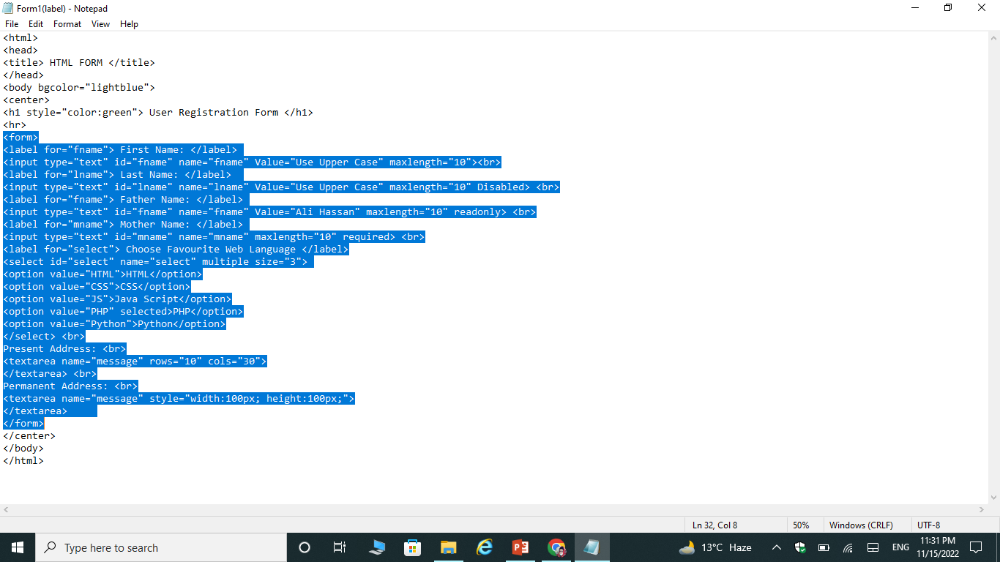 Form1(label) - Notepad
File Edit Format View Help
<html>
<head>
<title> HTML FORM </title>
</head>
<body bgcolor="lightblue">
<center>
<h1 style="color:green"> User Registration Form </h1>
<hr>
<form>
<label for="fname"> First Name: </label>
<input type="text" id="fname" name="fname" Value="Use Upper Case" maxlength="10"><br>
<label for="lname"> Last Name: </label>
<input type="text" id="lname" name="lname" Value="Use Upper Case" maxlength="10" Disabled> <br>
<label for="fname"> Father Name: </label>
<input type="text" id="fname" name="fname" Value="Ali Hassan" maxlength="10" readonly> <br>
<label for="mname"> Mother Name: </label>
<input type="text" id="mname" name="mname" maxlength="10" required> <br>
<label for="select"> Choose Favourite Web Language </label>
<select id="select" name="select" multiple size="3">
<option value="HTML">HTML</option>
<option value="CSS">CSS</option>
<option value="JS">Java Script</option>
<option value="PHP" selected>PHP</option>
<option value="Python">Python</option>
</select> <br>
Present Address: <br>
<textarea name="message" rows="10" cols="30">
</textarea> <br>
Permanent Address: <br>
<textarea name="message" style="width:100px; height:100px;">
</textarea>
</form>
</center>
</body>
</html>
Ln 32, Col 8 50% Windows (CRLF) UTF-8
Type here to search 13°C Haze ENG 11:31 PM
11/15/2022